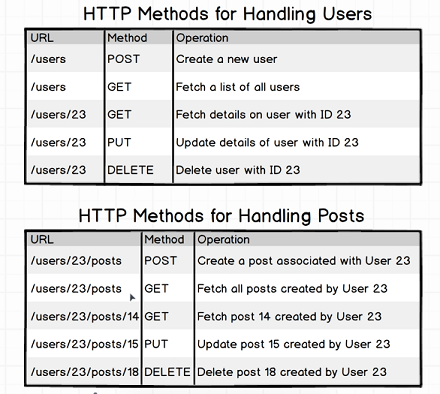 HTTP Methods for Handling Users
URL Method Operation
/users POST Create a new user
/users GET Fetch a list of all users
/users/23 GET Fetch details on user with ID 23
/users/23 PUT Update details of user with ID 23
/users/23 DELETE Delete user with ID 23
HTTP Methods for Handling Posts
URL Method Operation
/users/23/posts POST Create a post associated with User 23
/users/23/posts GET Fetch all posts created by User 23
/users/23/posts/14 GET Fetch post 14 created by User 23
/users/23/posts/15 PUT Update post 15 created by User 23
/users/23/posts/18 DELETE Delete post 18 created by User 23